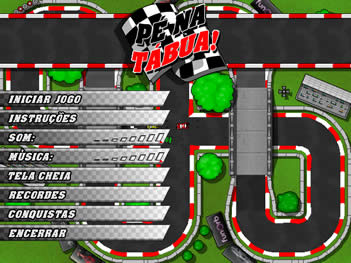 PÉ NA
TÁBUA!
INICIAR JOGO
INSTRUÇÕES
SOM:
MÚSICA:
TELA CHEIA
RECORDES
CONQUISTAS
ENCERRAR